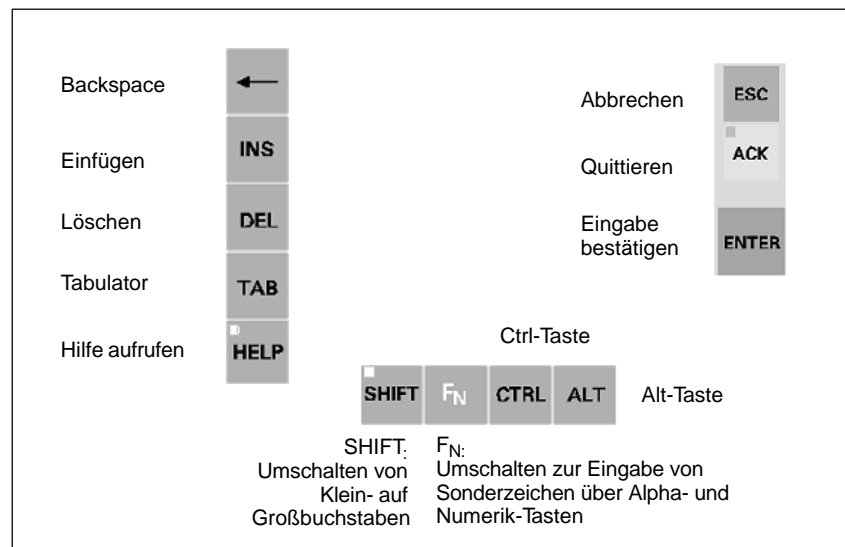 Backspace
Einfügen
INS
Löschen
DEL
Tabulator
TAB
Hilfe aufrufen
HELP
Abbrechen
ESC
Quittieren
ACK
Eingabe
bestätigen
ENTER
Ctrl-Taste
SHIFT FN CTRL ALT Alt-Taste
SHIFT:
Umschalten von
Klein- auf
Großbuchstaben
FN:
Umschalten zur Eingabe von
Sonderzeichen über Alpha- und
Numerik-Tasten